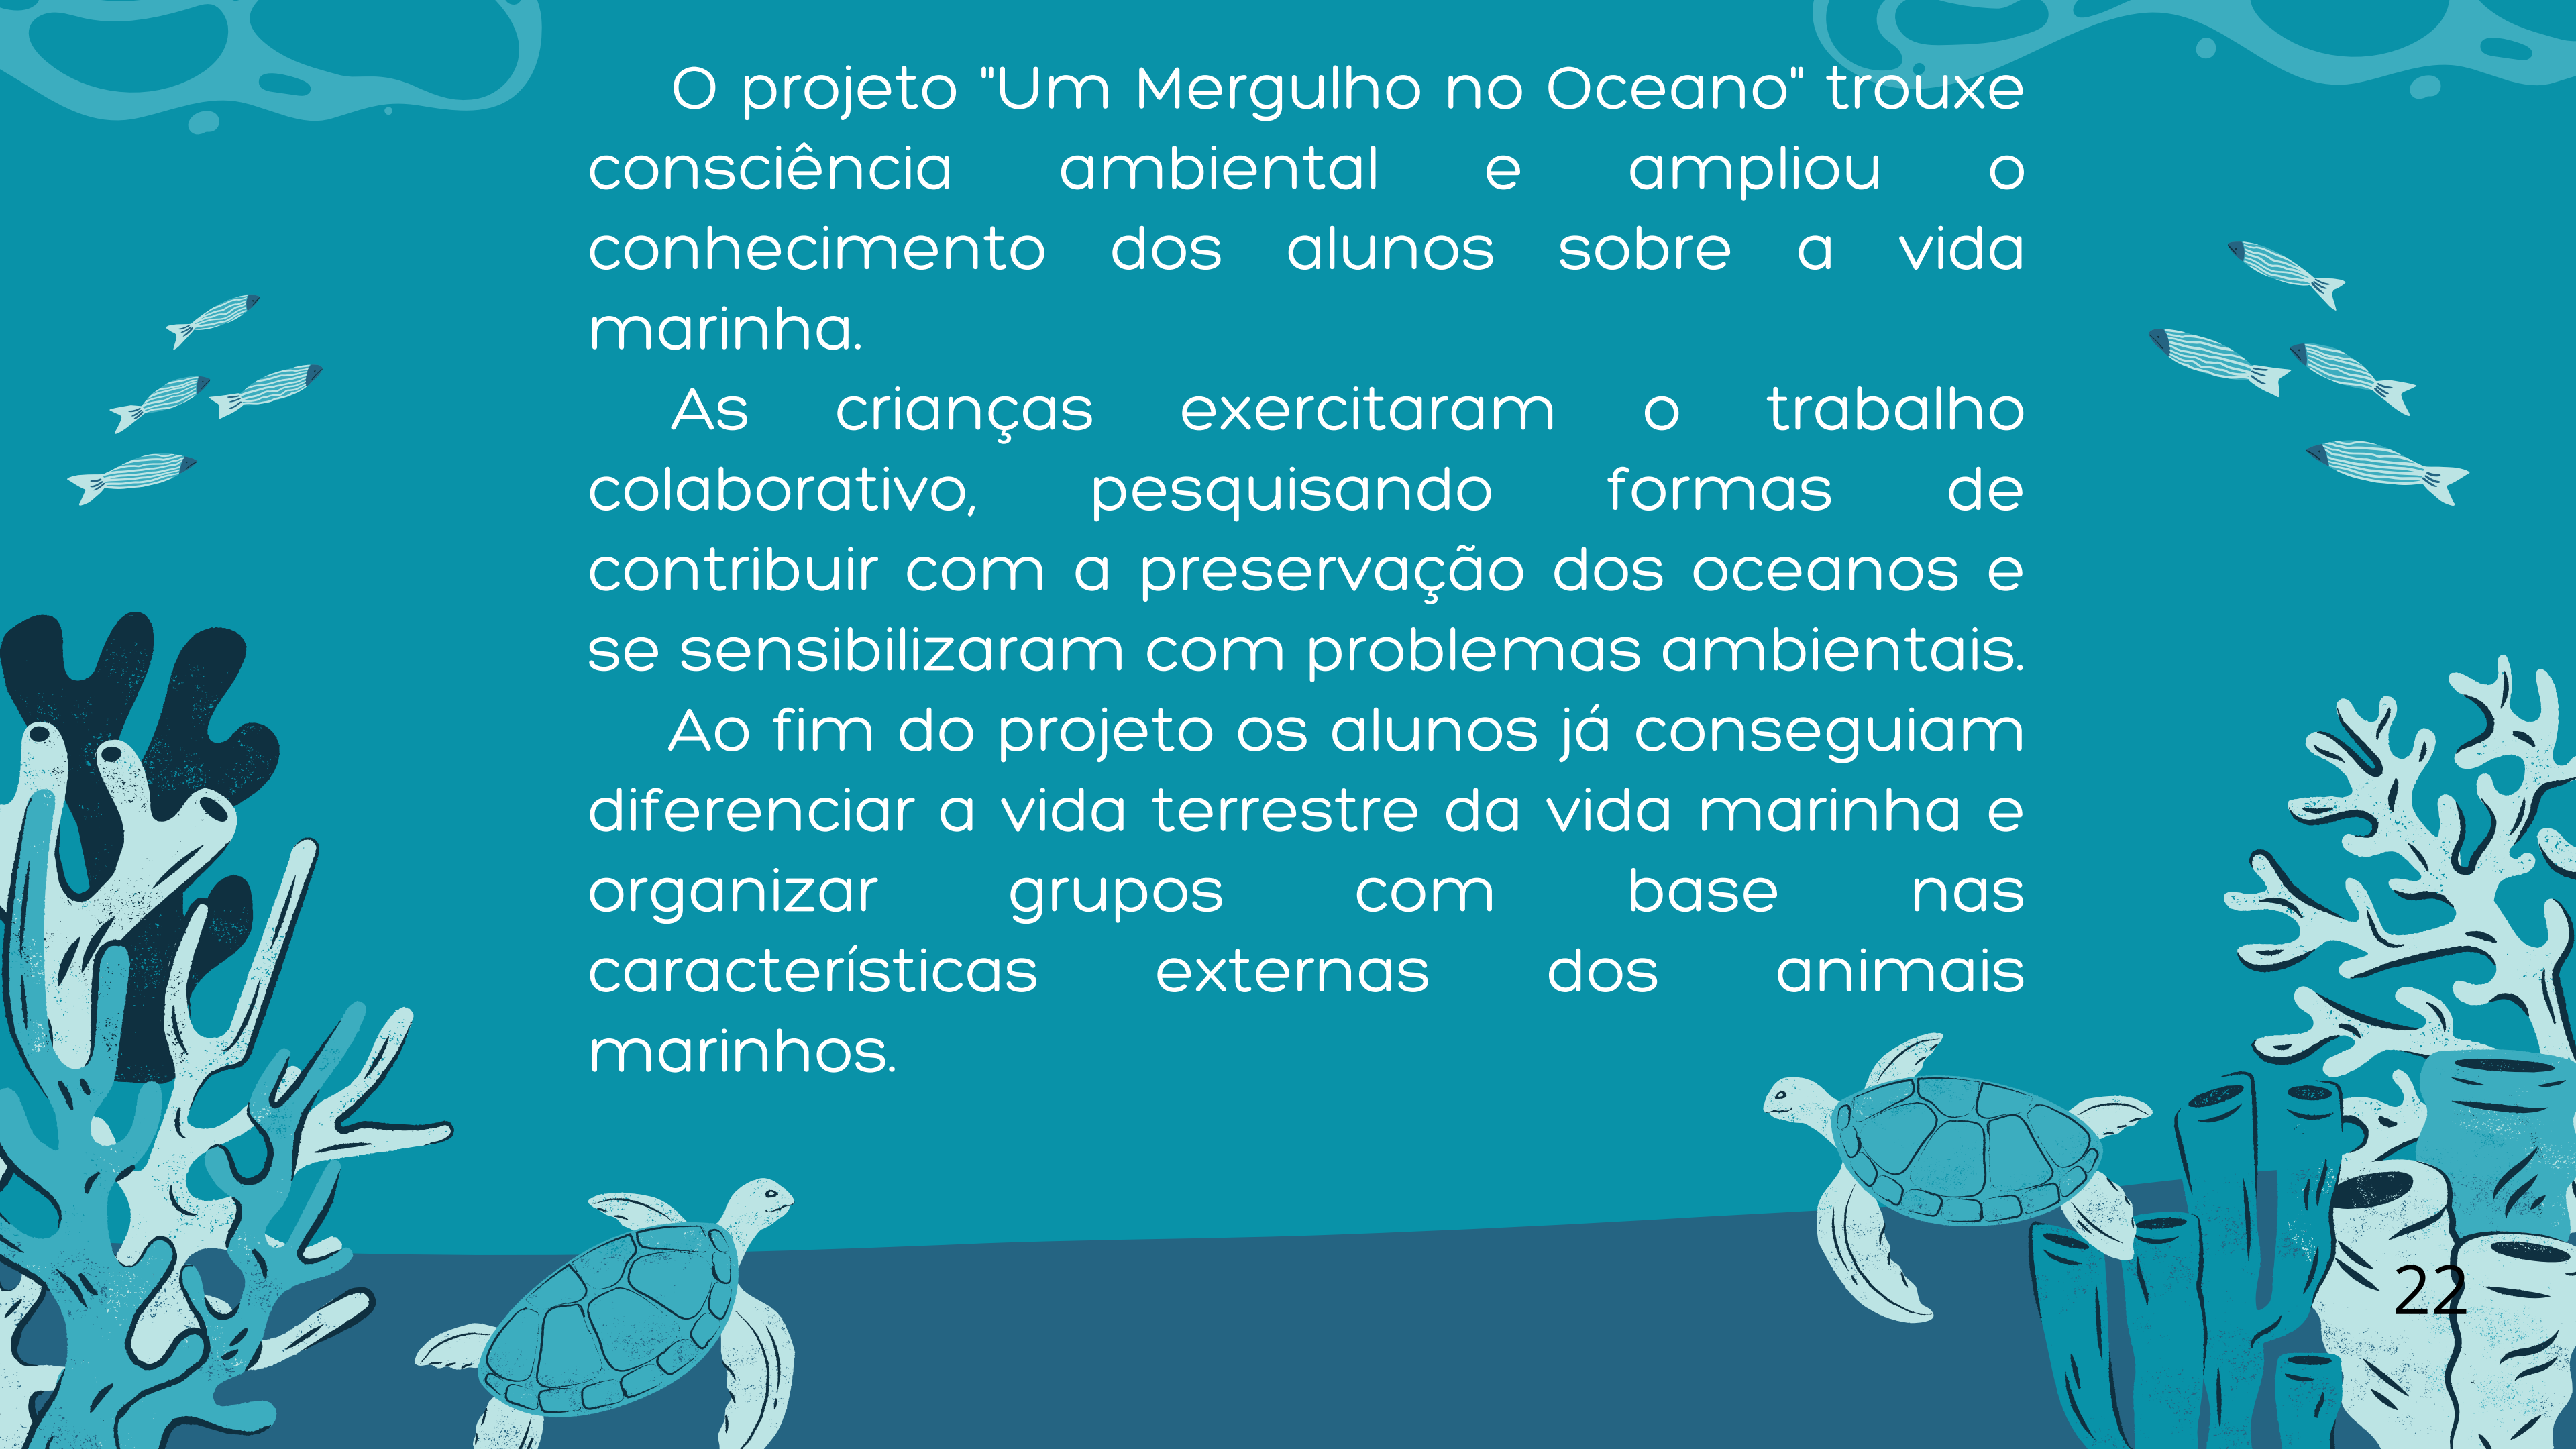 O projeto "Um Mergulho no Oceano" trouxe
consciência ambiental e ampliou o
conhecimento dos alunos sobre a vida
marinha.
As crianças exercitaram o trabalho
colaborativo, pesquisando formas de
contribuir com a preservação dos oceanos e
se sensibilizaram com problemas ambientais.
Ao fim do projeto os alunos já conseguiam
diferenciar a vida terrestre da vida marinha e
organizar grupos com base nas
características externas dos animais
marinhos.
22